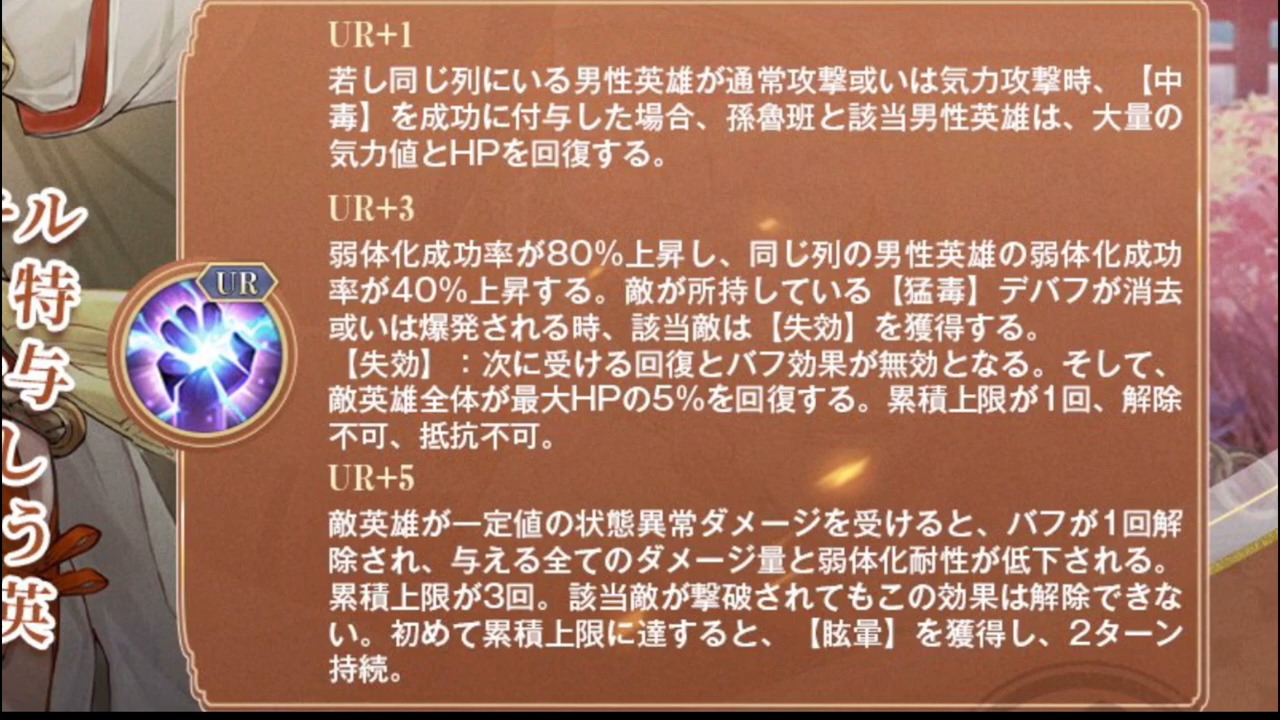 UR+1
若し同じ列にいる男性英雄が通常攻撃或いは気力攻撃時、【中
毒】を成功に付与した場合、孫魯班と該当男性英雄は、大量の
気力値とHPを回復する。
UR+3
弱体化成功率が80%上昇し、同じ列の男性英雄の弱体化成功
率が40%上昇する。敵が所持している【猛毒】デバフが消去
或いは爆発される時、該当敵は【失効】を獲得する。
【失効】：次に受ける回復とバフ効果が無効となる。そして、
敵英雄全体が最大HPの5%を回復する。累積上限が1回、解除
不可、抵抗不可。
UR+5
敵英雄が一定値の状態異常ダメージを受けると、バフが1回解
除され、与える全てのダメージ量と弱体化耐性が低下される。
累積上限が3回。該当敵が撃破されてもこの効果は解除できな
い。初めて累積上限に達すると、【眩暈】を獲得し、2ターン
持続。
UR
ール
特
与
しう
英